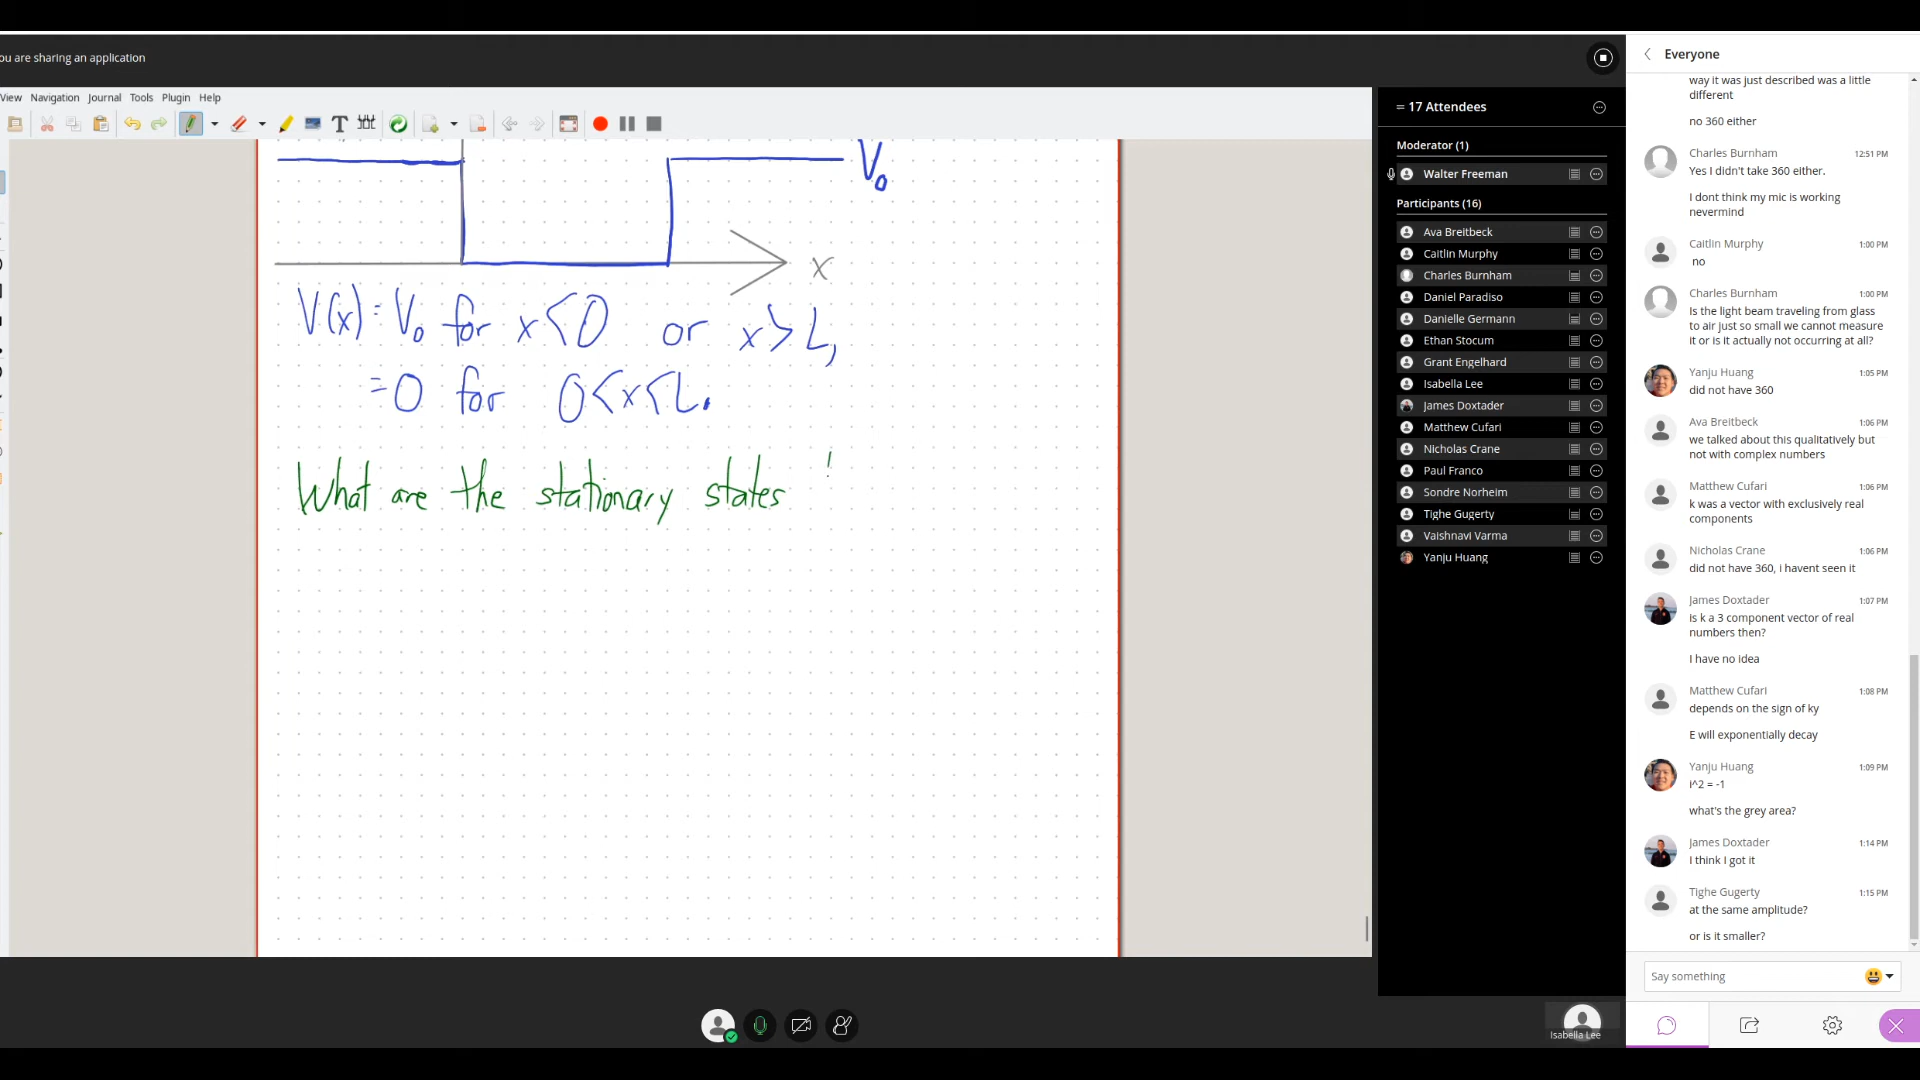 ou are sharing an application
View Navigation Journal Tools Plugin Help
V₀
x
V(x) = V₀ for x<0 or x>L,
=0 for 0<x<L.
What are the stationary states
17 Attendees
Moderator (1)
Walter Freeman
Participants (16)
Ava Breitbeck
Caitlin Murphy
Charles Burnham
Daniel Paradiso
Danielle Germann
Ethan Stocum
Grant Engelhard
Isabella Lee
James Doxtader
Matthew Cufari
Nicholas Crane
Paul Franco
Sondre Norheim
Tighe Gugerty
Vaishnavi Varma
Yanju Huang
Isabella Lee
Everyone
way it was just described was a little
different
no 360 either
Charles Burnham 12:51 PM
Yes I didn't take 360 either.
I dont think my mic is working
nevermind
Caitlin Murphy 1:00 PM
no
Charles Burnham 1:00 PM
Is the light beam traveling from glass
to air just so small we cannot measure
it or is it actually not occurring at all?
Yanju Huang 1:05 PM
did not have 360
Ava Breitbeck 1:06 PM
we talked about this qualitatively but
not with complex numbers
Matthew Cufari 1:06 PM
k was a vector with exclusively real
components
Nicholas Crane 1:06 PM
did not have 360, i havent seen it
James Doxtader 1:07 PM
is k a 3 component vector of real
numbers then?
I have no idea
Matthew Cufari 1:08 PM
depends on the sign of ky
E will exponentially decay
Yanju Huang 1:09 PM
i^2 = -1
what's the grey area?
James Doxtader 1:14 PM
I think I got it
Tighe Gugerty 1:15 PM
at the same amplitude?
or is it smaller?
Say something